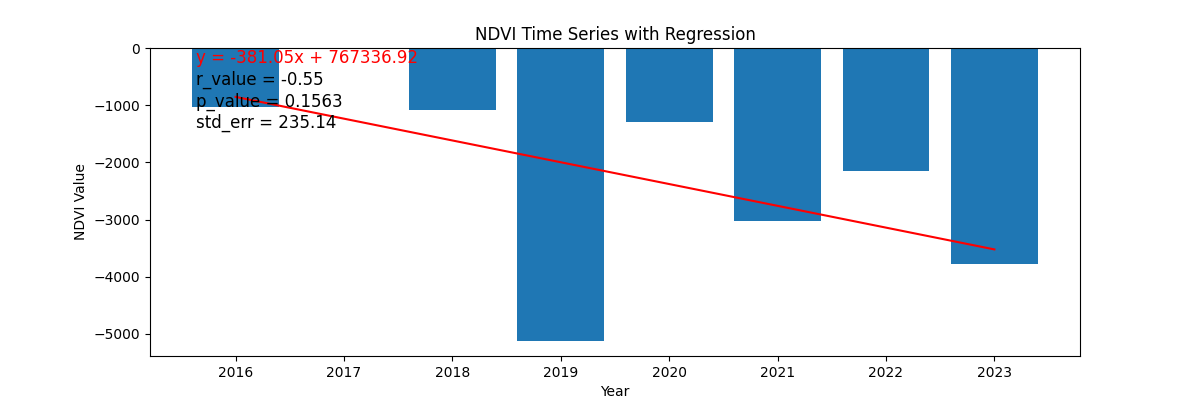 NDVI Time Series with Regression
y = -381.05x + 767336.92
r_value = -0.55
p_value = 0.1563
std_err = 235.14
0
−1000
−2000
−3000
−4000
−5000
NDVI Value
2016 2017 2018 2019 2020 2021 2022 2023
Year